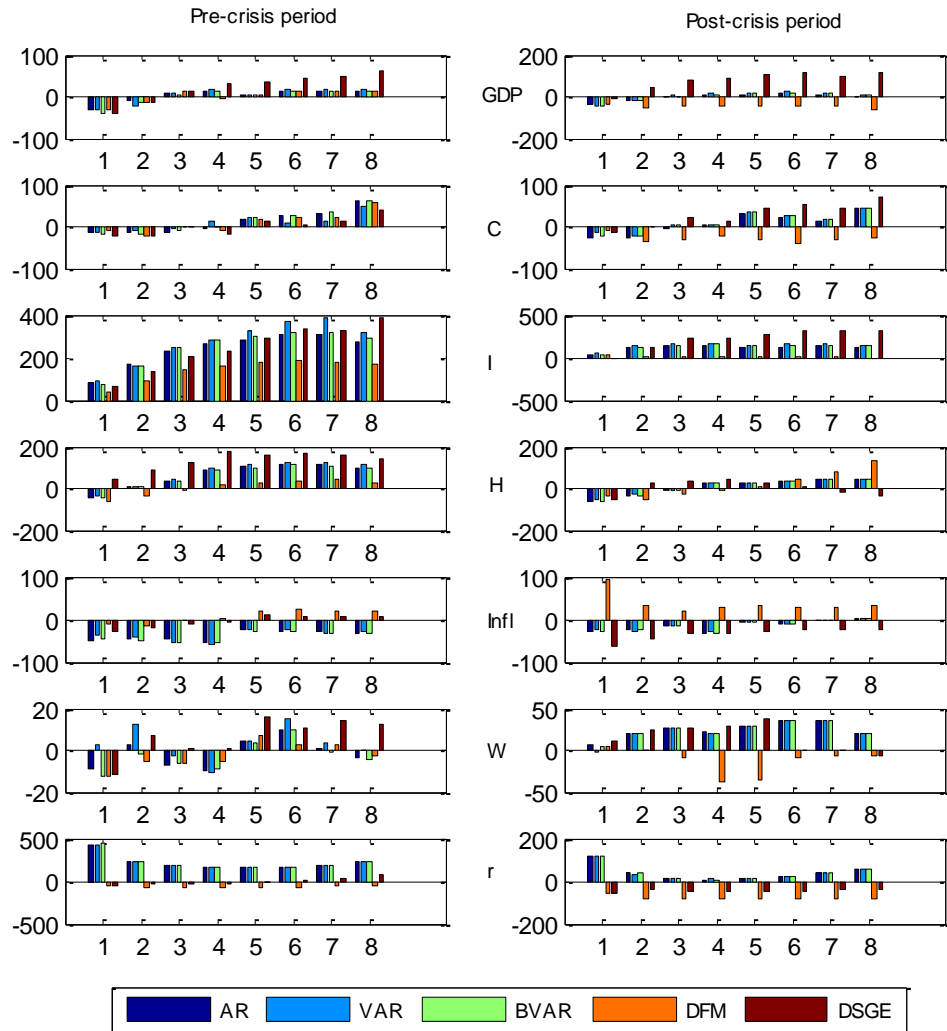 Pre-crisis period Post-crisis period
100 200
0 GDP 0
-100 -200
1 2 3 4 5 6 7 8 1 2 3 4 5 6 7 8
100 100
0 C 0
-100 -100
1 2 3 4 5 6 7 8 1 2 3 4 5 6 7 8
400 500
200 I 0
0 -500
1 2 3 4 5 6 7 8 1 2 3 4 5 6 7 8
200 200
0 H 0
-200 -200
1 2 3 4 5 6 7 8 1 2 3 4 5 6 7 8
100 100
0 Infl 0
-100 -100
1 2 3 4 5 6 7 8 1 2 3 4 5 6 7 8
20 50
0 W 0
-20 -50
1 2 3 4 5 6 7 8 1 2 3 4 5 6 7 8
500 200
0 r 0
-500 -200
1 2 3 4 5 6 7 8 1 2 3 4 5 6 7 8
AR VAR BVAR DFM DSGE